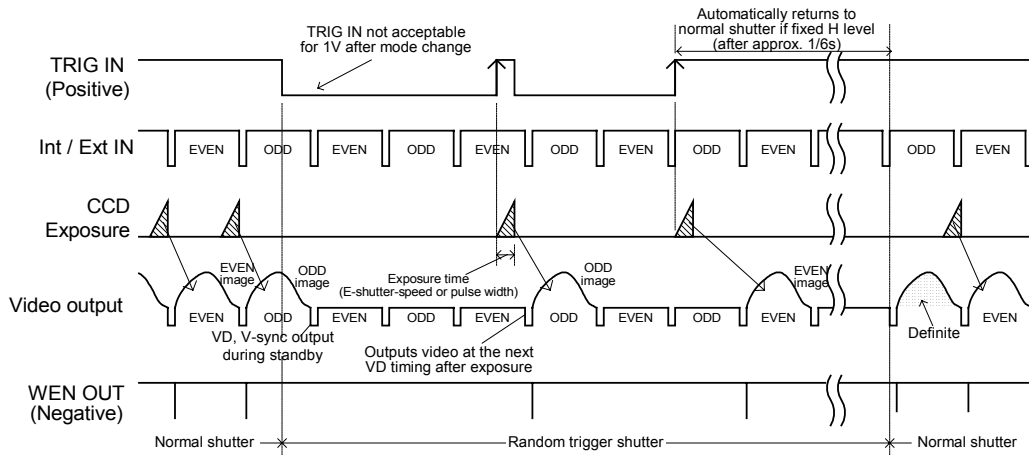 TRIG IN not acceptable
for 1V after mode change
Automatically returns to
normal shutter if fixed H level
(after approx. 1/6s)
TRIG IN
(Positive)
Int / Ext IN
EVEN
ODD
EVEN
ODD
EVEN
ODD
EVEN
ODD
EVEN
ODD
EVEN
CCD
Exposure
EVEN
image
ODD
image
Exposure time
(E-shutter-speed or pulse width)
ODD
image
EVEN
image
Video output
EVEN
ODD
EVEN
ODD
EVEN
ODD
EVEN
ODD
EVEN
Definite
EVEN
VD, V-sync output
during standby
Outputs video at the next
VD timing after exposure
WEN OUT
(Negative)
Normal shutter
Random trigger shutter
Normal shutter